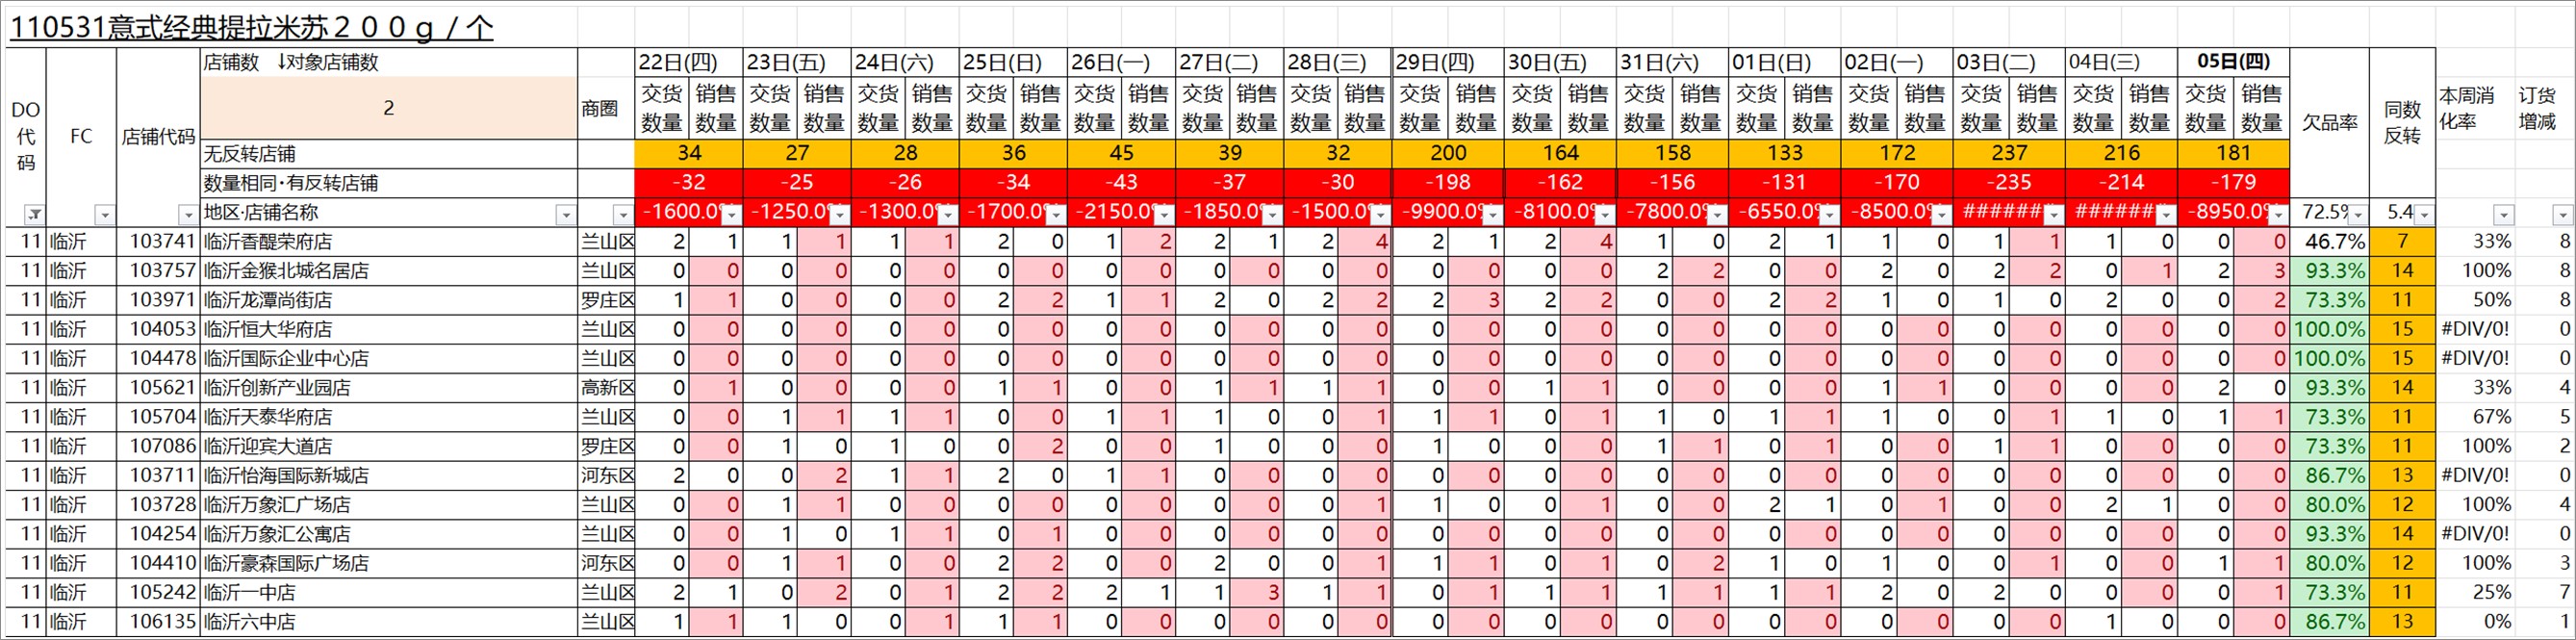 110531意式经典提拉米苏２００ｇ／个
DO代码 FC 店铺代码 店铺数 ↓对象店铺数 商圈 22日(四) 23日(五) 24日(六) 25日(日) 26日(一) 27日(二) 28日(三) 29日(四) 30日(五) 31日(六) 01日(日) 02日(一) 03日(二) 04日(三) 05日(四) 欠品率 同数反转 本周消化率 订货增减
2 交货数量 销售数量 交货数量 销售数量 交货数量 销售数量 交货数量 销售数量 交货数量 销售数量 交货数量 销售数量 交货数量 销售数量 交货数量 销售数量 交货数量 销售数量 交货数量 销售数量 交货数量 销售数量 交货数量 销售数量 交货数量 销售数量 交货数量 销售数量 交货数量 销售数量
无反转店铺 34 27 28 36 45 39 32 200 164 158 133 172 237 216 181
数量相同·有反转店铺 -32 -25 -26 -34 -43 -37 -30 -198 -162 -156 -131 -170 -235 -214 -179
地区·店铺名称 -1600.0% -1250.0% -1300.0% -1700.0% -2150.0% -1850.0% -1500.0% -9900.0% -8100.0% -7800.0% -6550.0% -8500.0% ####### ####### -8950.0% 72.5% 5.4
11 临沂 103741 临沂香醍荣府店 兰山区 2 1 1 1 1 1 2 0 1 2 2 1 2 4 2 1 2 4 1 0 2 1 1 0 1 1 1 0 0 0 46.7% 7 33% 8
11 临沂 103757 临沂金猴北城名居店 兰山区 0 0 0 0 0 0 0 0 0 0 0 0 0 0 0 0 0 0 2 2 0 0 2 0 2 2 0 1 2 3 93.3% 14 100% 8
11 临沂 103971 临沂龙潭尚街店 罗庄区 1 1 0 0 0 0 2 2 1 1 2 0 2 2 2 3 2 2 0 0 2 2 1 0 1 0 2 0 0 2 73.3% 11 50% 8
11 临沂 104053 临沂恒大华府店 兰山区 0 0 0 0 0 0 0 0 0 0 0 0 0 0 0 0 0 0 0 0 0 0 0 0 0 0 0 0 0 0 100.0% 15 #DIV/0! 0
11 临沂 104478 临沂国际企业中心店 兰山区 0 0 0 0 0 0 0 0 0 0 0 0 0 0 0 0 0 0 0 0 0 0 0 0 0 0 0 0 0 0 100.0% 15 #DIV/0! 0
11 临沂 105621 临沂创新产业园店 高新区 0 1 0 0 0 0 1 1 0 0 1 1 1 1 0 0 1 1 0 0 0 0 1 1 0 0 0 0 2 0 93.3% 14 33% 4
11 临沂 105704 临沂天泰华府店 兰山区 0 0 1 1 1 1 0 0 1 1 1 0 0 1 1 1 0 1 1 0 1 1 1 0 0 1 1 0 1 1 73.3% 11 67% 5
11 临沂 107086 临沂迎宾大道店 罗庄区 0 0 1 0 1 0 0 2 0 0 1 0 0 0 1 0 0 0 1 1 0 1 0 0 1 1 0 0 0 0 73.3% 11 100% 2
11 临沂 103711 临沂怡海国际新城店 河东区 2 0 0 2 1 1 2 0 1 1 0 0 0 0 0 0 0 0 0 0 0 0 0 0 0 0 0 0 0 0 86.7% 13 #DIV/0! 0
11 临沂 103728 临沂万象汇广场店 兰山区 0 0 1 1 0 0 0 0 0 0 0 0 0 1 1 0 0 1 0 0 2 1 0 1 0 0 2 1 0 0 80.0% 12 100% 4
11 临沂 104254 临沂万象汇公寓店 兰山区 0 0 1 0 1 1 0 1 0 0 0 0 0 0 0 0 0 0 0 0 0 0 0 0 0 0 0 0 0 0 93.3% 14 #DIV/0! 0
11 临沂 104410 临沂豪森国际广场店 河东区 0 0 1 1 0 0 2 2 0 0 2 0 0 1 1 1 0 1 0 2 1 0 1 0 0 1 0 0 1 1 80.0% 12 100% 3
11 临沂 105242 临沂一中店 兰山区 2 1 0 2 0 1 2 2 2 1 1 3 1 1 0 1 1 1 1 1 1 1 2 0 2 0 0 0 0 1 73.3% 11 25% 7
11 临沂 106135 临沂六中店 兰山区 1 1 1 0 0 1 1 1 0 0 0 0 0 0 0 0 0 0 0 0 0 0 0 0 0 0 1 0 0 0 86.7% 13 0% 1